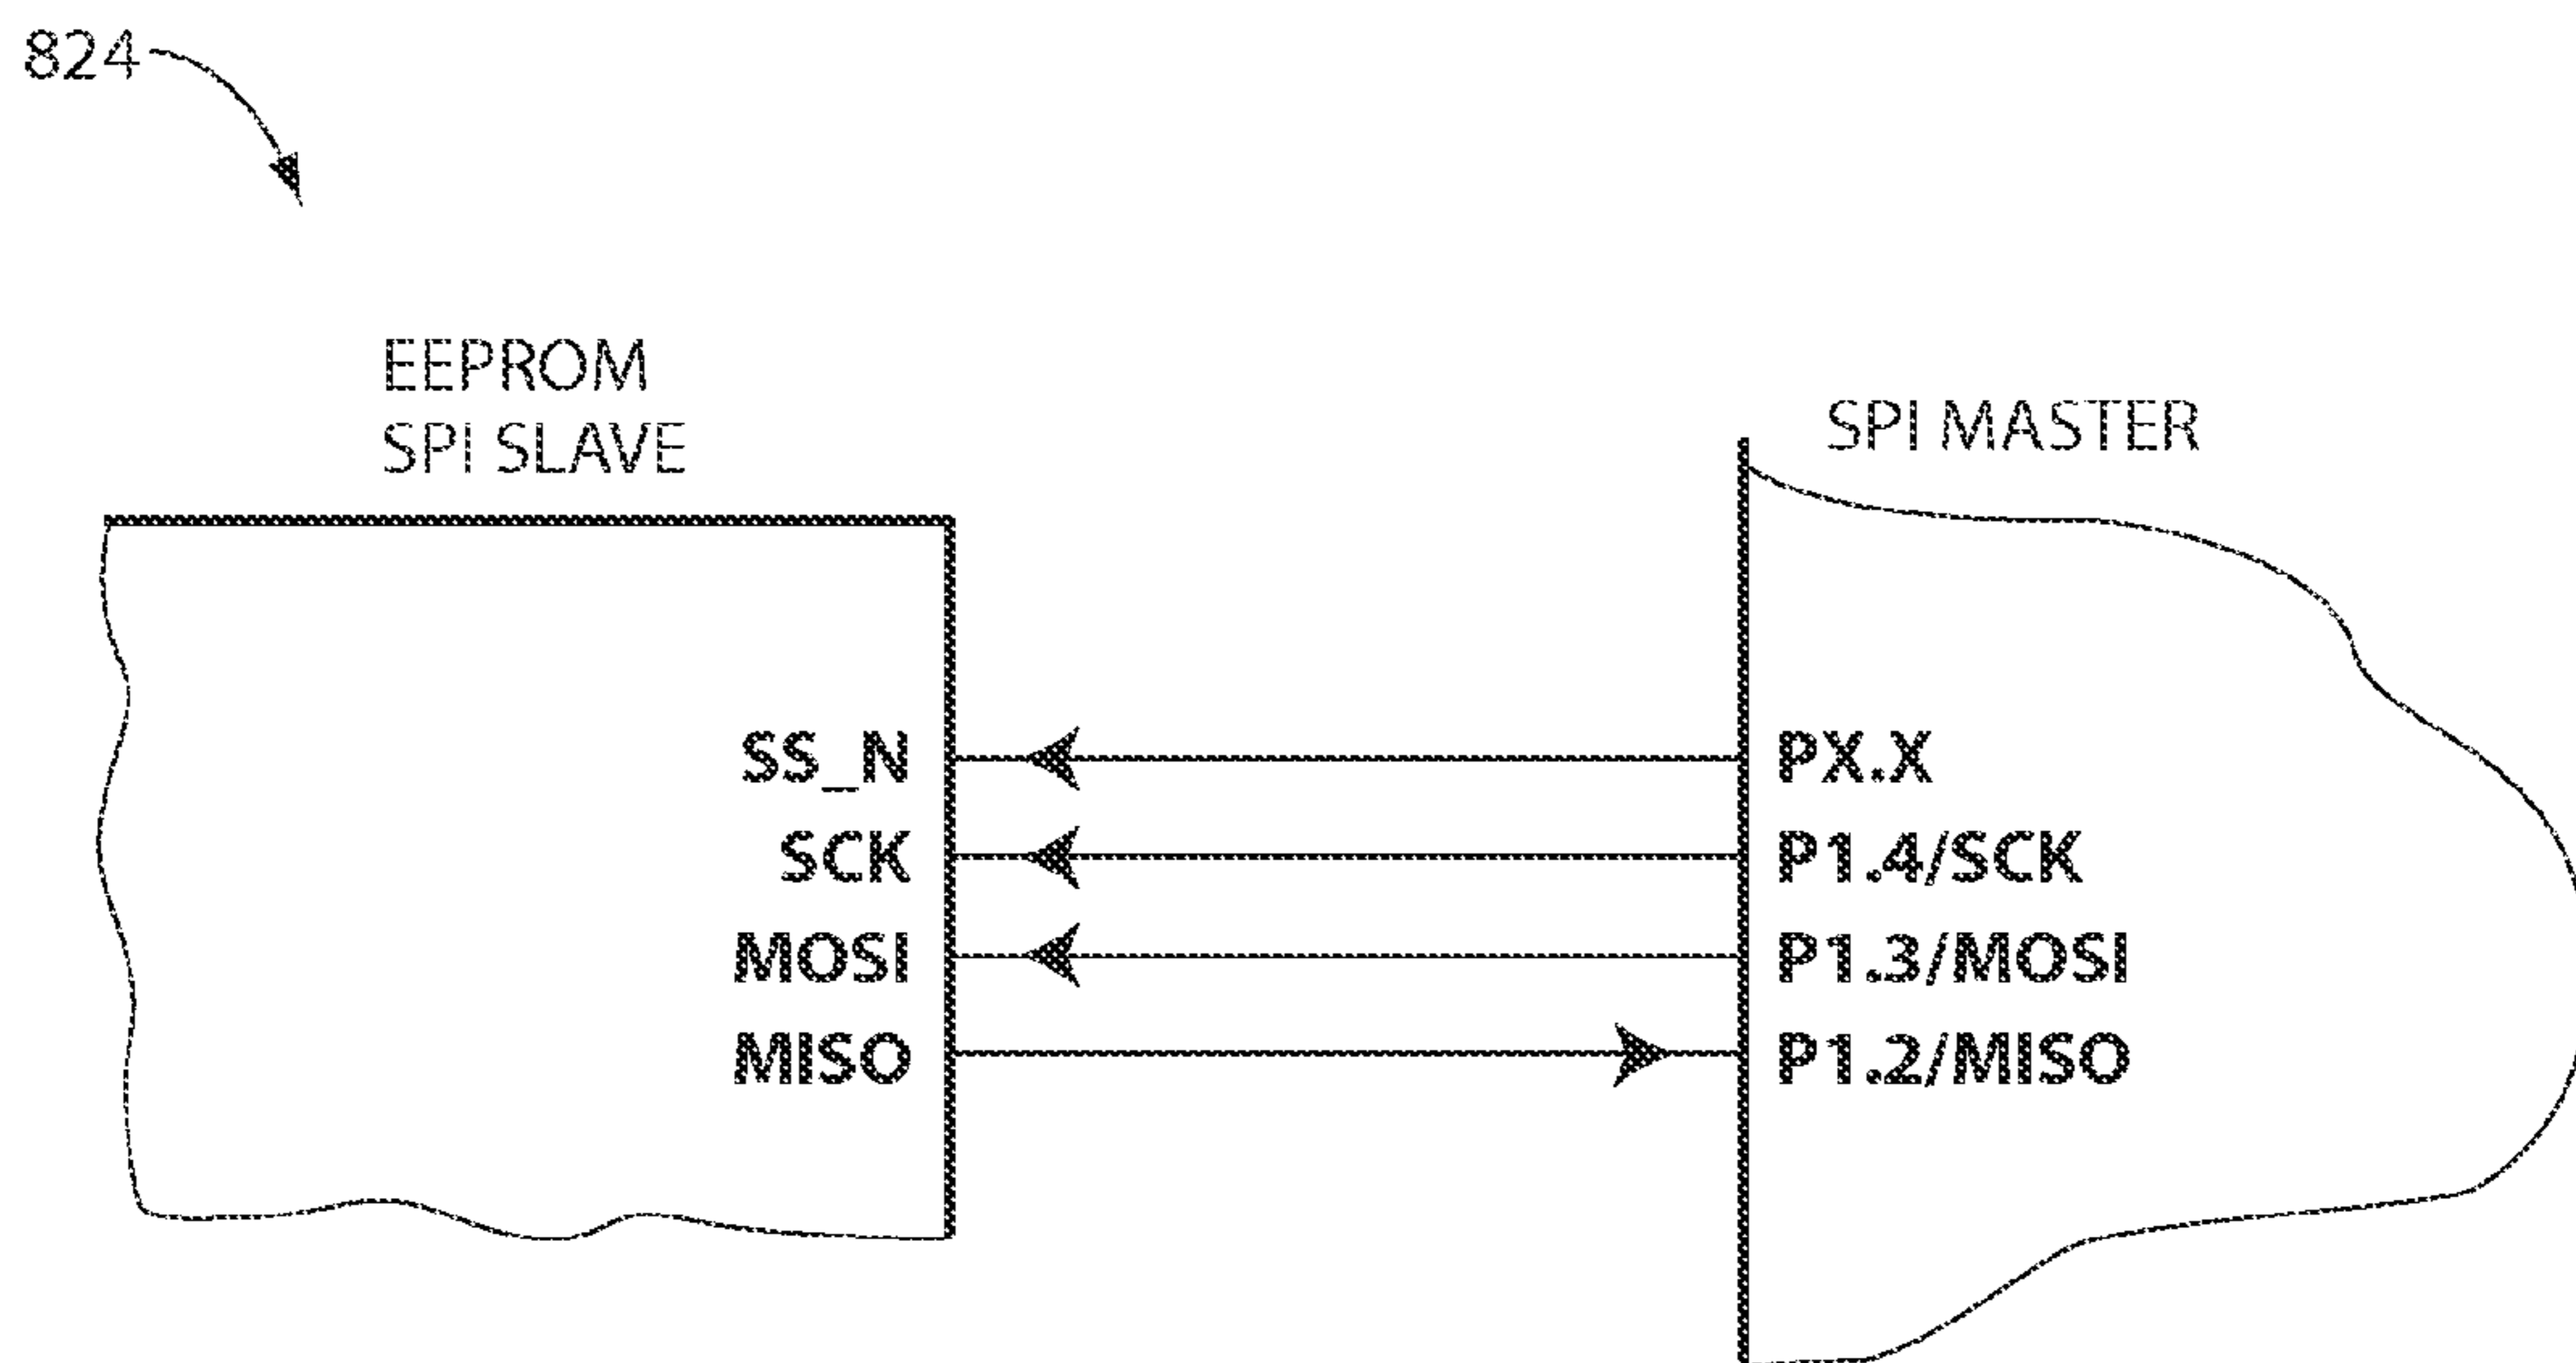 824
EEPROM
SPI SLAVE
SPI MASTER
SS_N
PX.X
SCK
P1.4/SCK
MOSI
P1.3/MOSI
MISO
P1.2/MISO